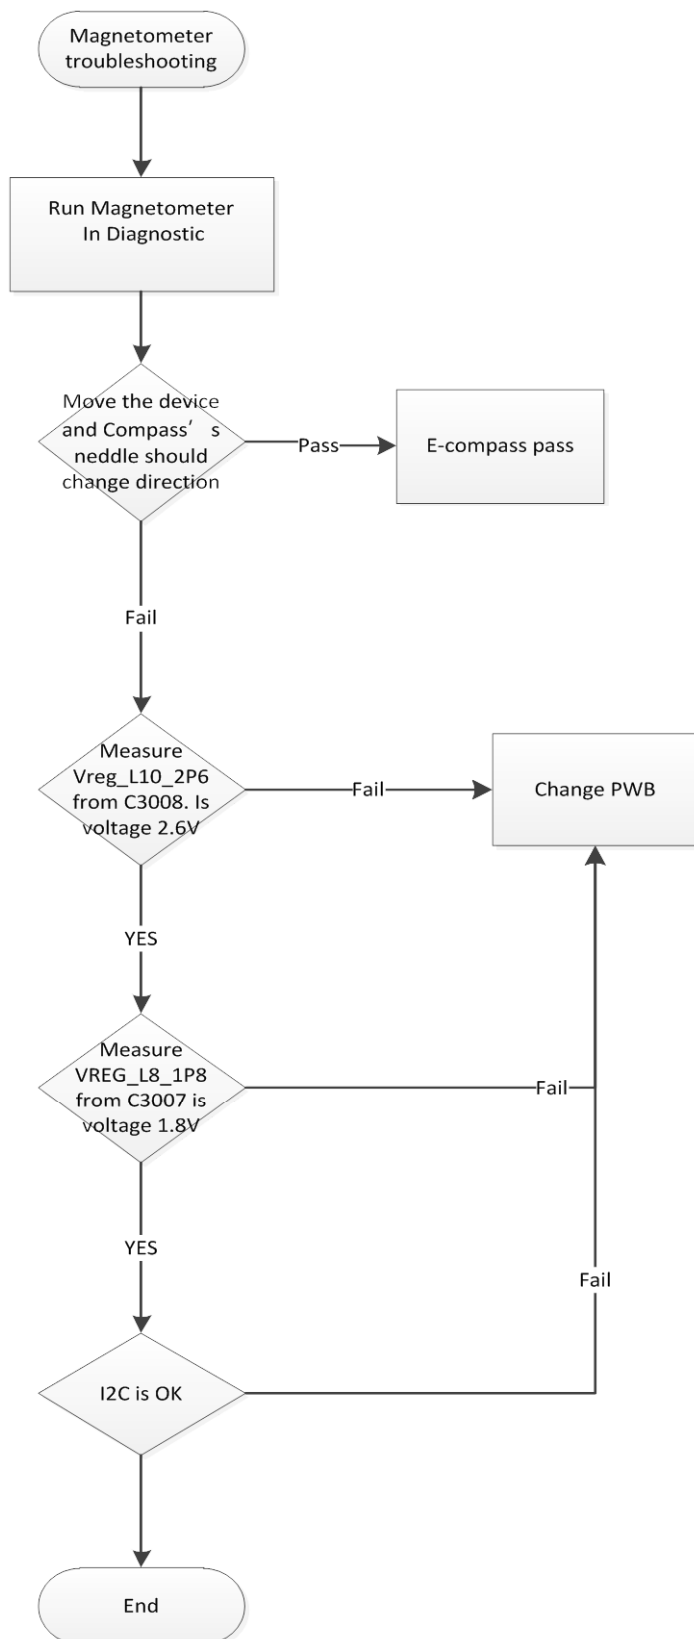 Magnetometer
troubleshooting
Run Magnetometer
In Diagnostic
Move the device
and Compass’ s
neddle should
change direction
Pass
E-compass pass
Fail
Measure
Vreg_L10_2P6
from C3008. Is
voltage 2.6V
Fail
Change PWB
YES
Measure
VREG_L8_1P8
from C3007 is
voltage 1.8V
Fail
YES
Fail
I2C is OK
End